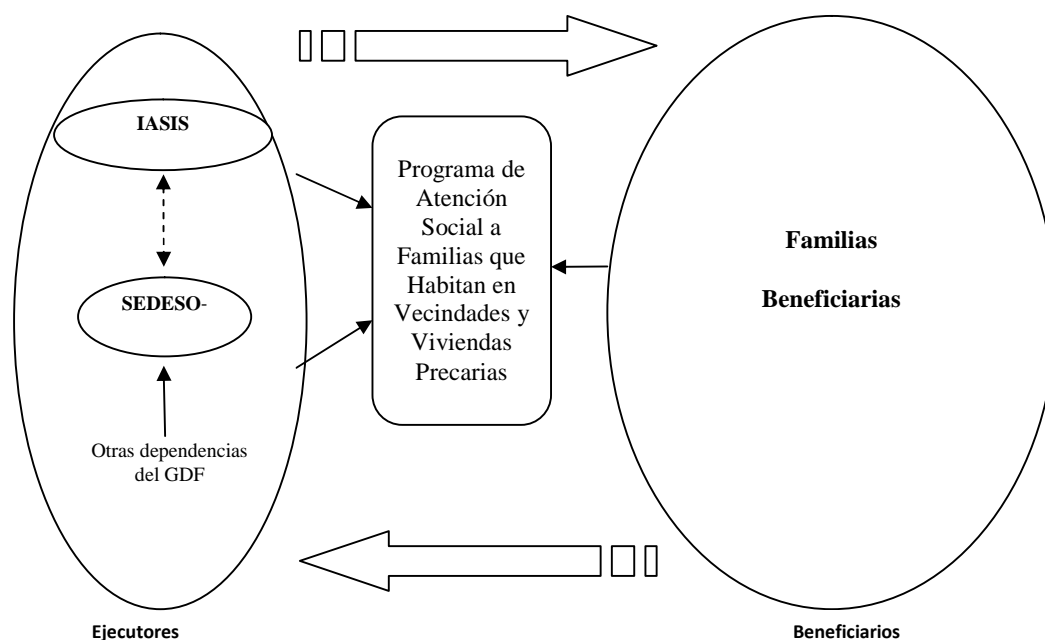 IASIS
SEDESO-
Otras dependencias
del GDF
Programa de
Atención
Social a
Familias que
Habitan en
Vecindades y
Viviendas
Precarias
Familias
Beneficiarias
Ejecutores
Beneficiarios